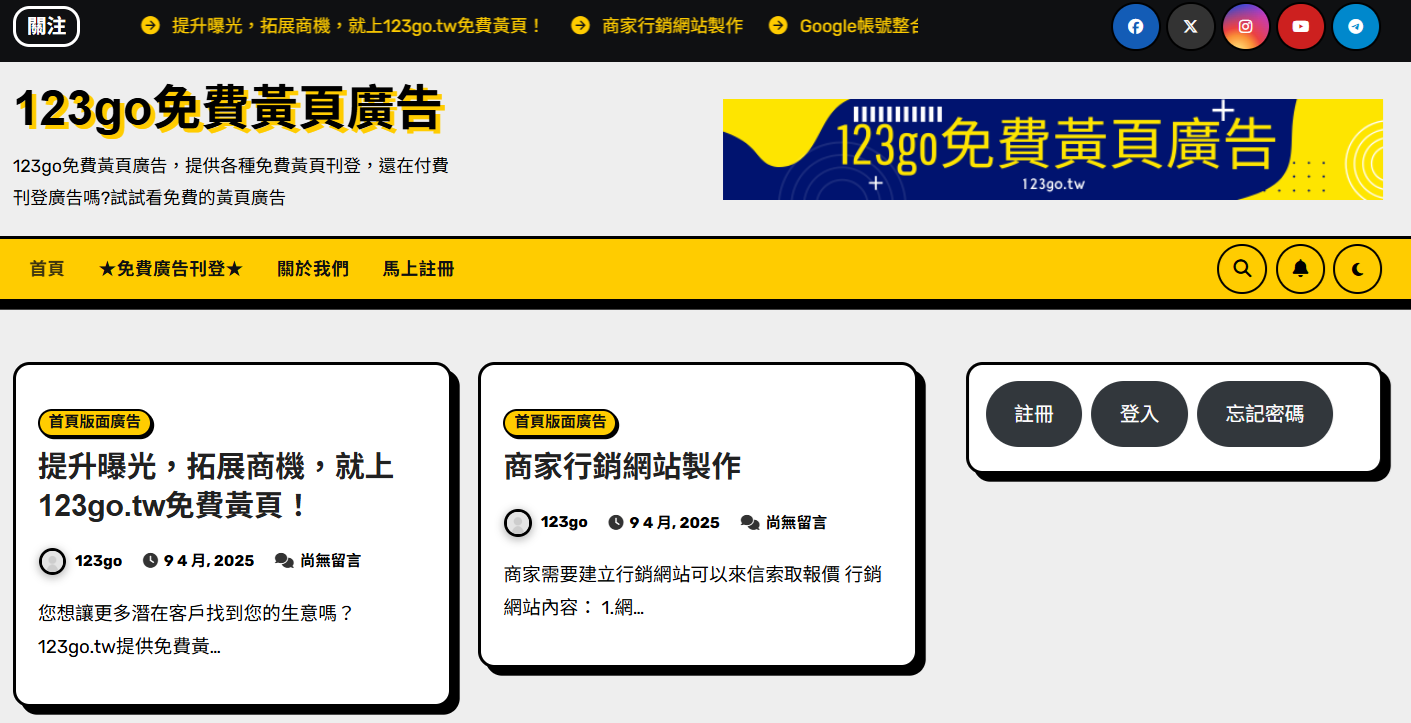 關注
提升曝光，拓展商機，就上123go.tw免費黃頁！
商家行銷網站製作
Google帳號整合
123go免費黃頁廣告
123go免費黃頁廣告，提供各種免費黃頁刊登，還在付費
刊登廣告嗎?試試看免費的黃頁廣告
123go免費黃頁廣告
123go.tw
首頁
★免費廣告刊登★
關於我們
馬上註冊
首頁版面廣告
提升曝光，拓展商機，就上
123go.tw免費黃頁！
123go
9 4 月, 2025
尚無留言
您想讓更多潛在客戶找到您的生意嗎？
123go.tw提供免費黃…
首頁版面廣告
商家行銷網站製作
123go
9 4 月, 2025
尚無留言
商家需要建立行銷網站可以來信索取報價 行銷
網站內容： 1.網…
註冊
登入
忘記密碼